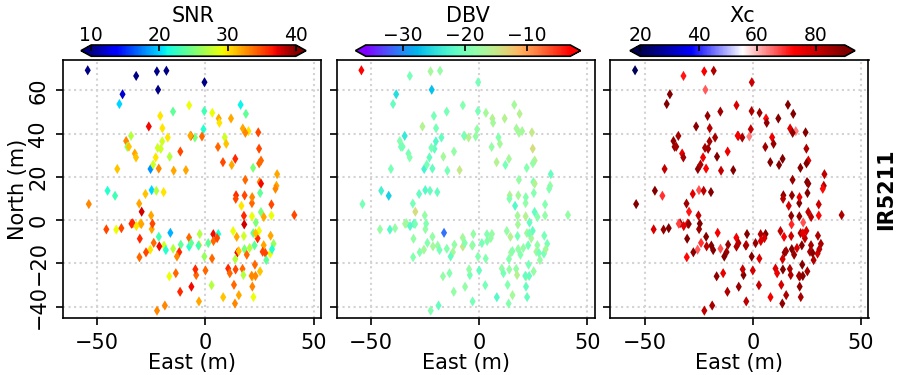 SNR DBV Xc
10 20 30 40 −30 −20 −10 20 40 60 80
60
40
20
0
−20
−40
North (m)
IR5211
−50 0 50 −50 0 50 −50 0 50
East (m) East (m) East (m)